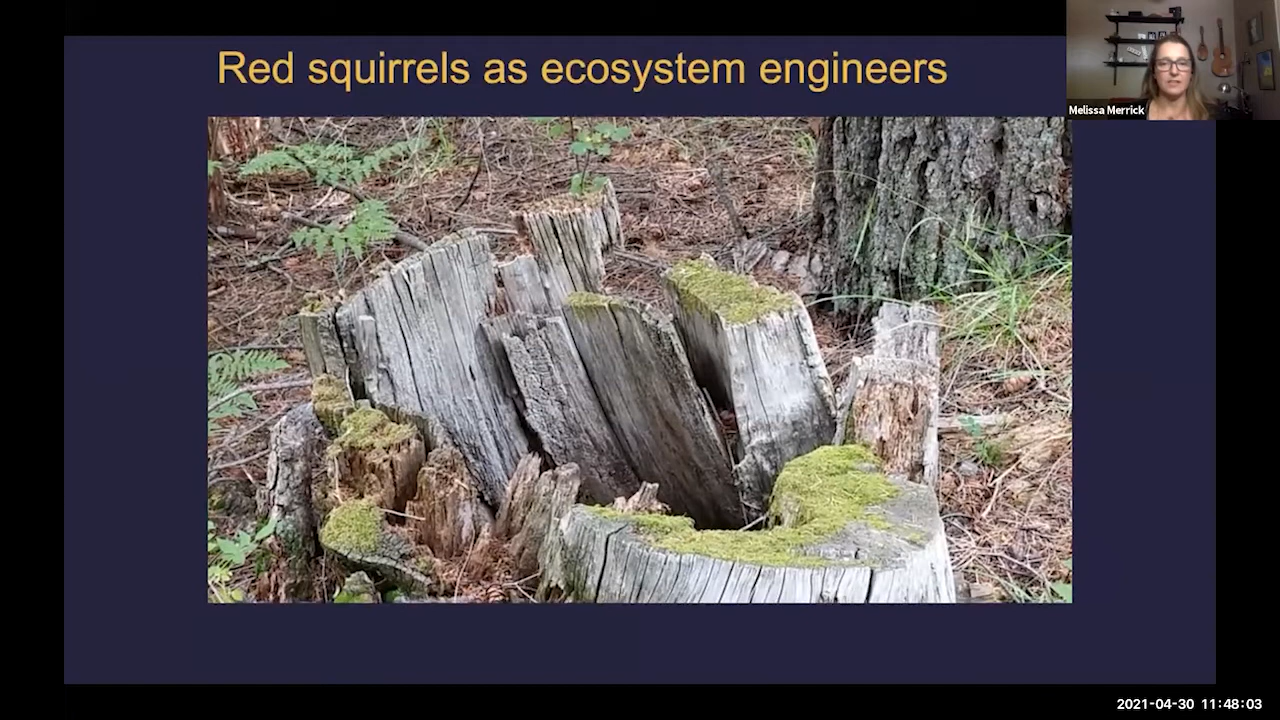 Red squirrels as ecosystem engineers
Melissa Merrick
2021-04-30 11:48:03